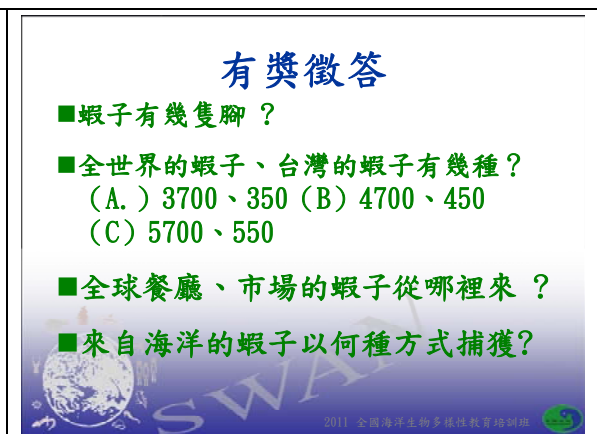 有獎徵答
■蝦子有幾隻腳 ？
■全世界的蝦子、台灣的蝦子有幾種？
（A.）3700、350（B）4700、450
（C）5700、550
■全球餐廳、市場的蝦子從哪裡來 ？
■來自海洋的蝦子以何種方式捕獲?
SWAN
2011 全國海洋生物多樣性教育培訓班